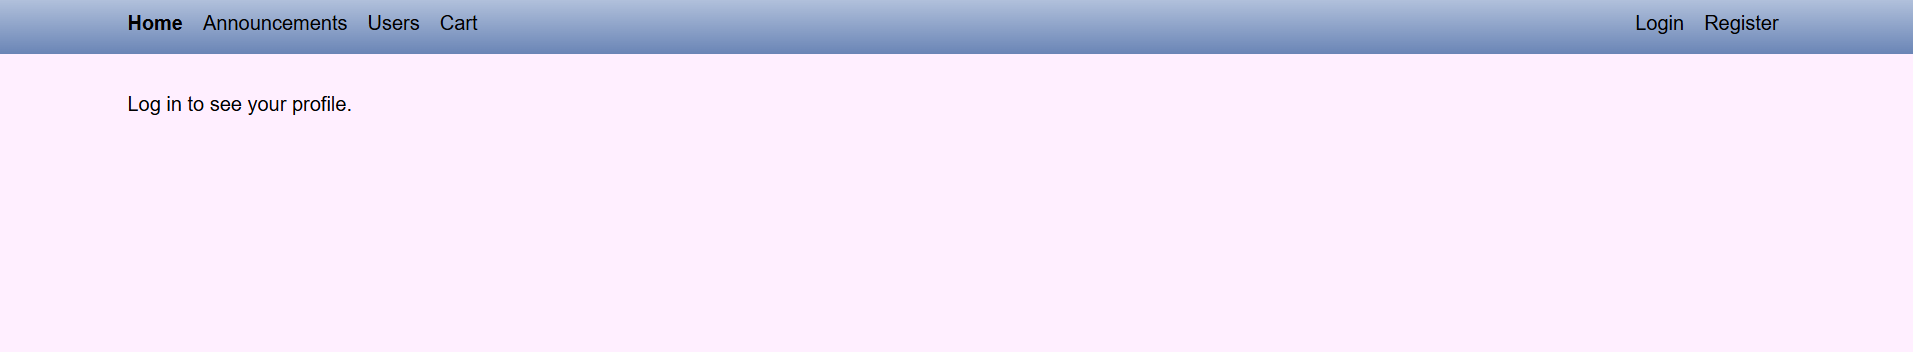 Home Announcements Users Cart Login Register
Log in to see your profile.